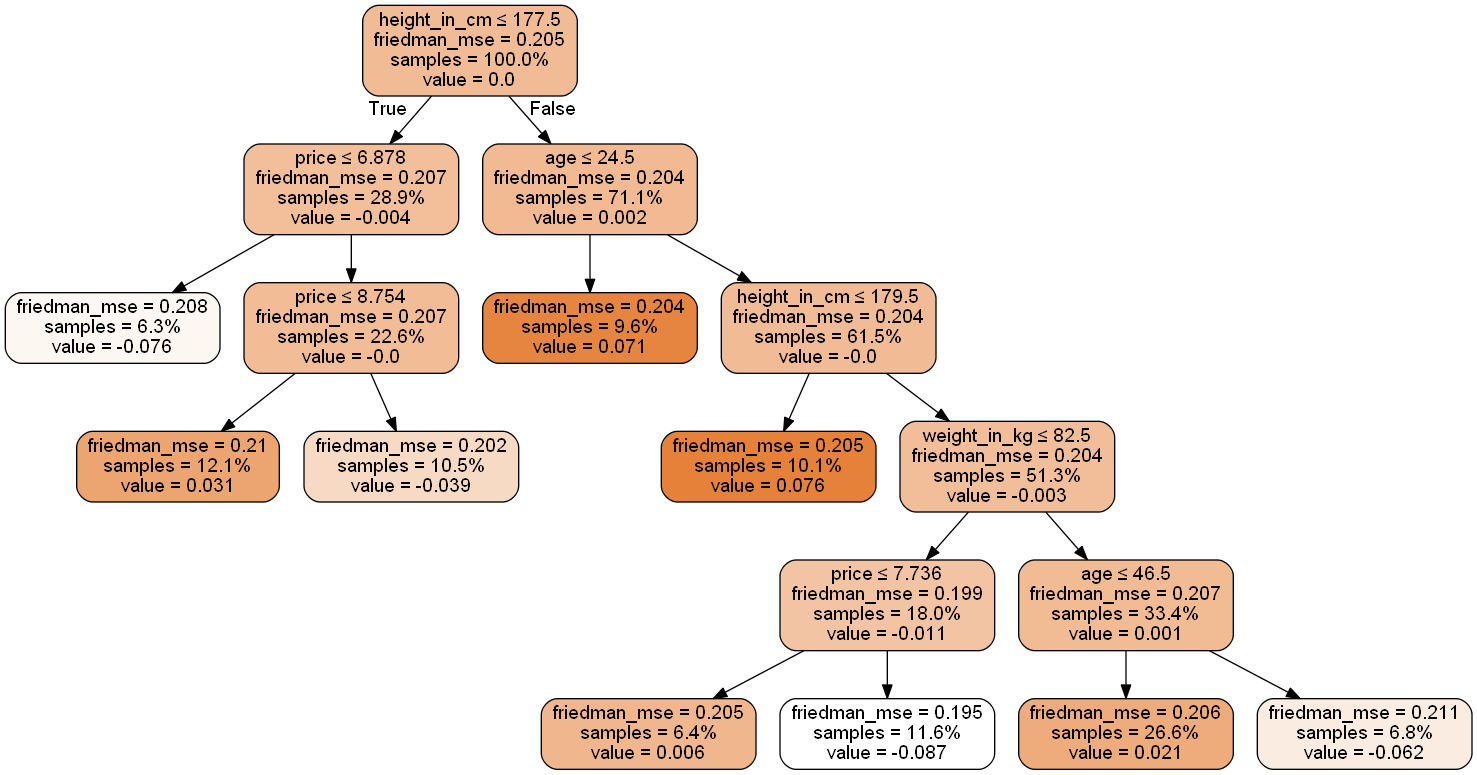 height_in_cm ≤ 177.5
friedman_mse = 0.205
samples = 100.0%
value = 0.0
True
False
price ≤ 6.878
friedman_mse = 0.207
samples = 28.9%
value = -0.004
age ≤ 24.5
friedman_mse = 0.204
samples = 71.1%
value = 0.002
friedman_mse = 0.208
samples = 6.3%
value = -0.076
price ≤ 8.754
friedman_mse = 0.207
samples = 22.6%
value = -0.0
friedman_mse = 0.204
samples = 9.6%
value = 0.071
height_in_cm ≤ 179.5
friedman_mse = 0.204
samples = 61.5%
value = -0.0
friedman_mse = 0.21
samples = 12.1%
value = 0.031
friedman_mse = 0.202
samples = 10.5%
value = -0.039
friedman_mse = 0.205
samples = 10.1%
value = 0.076
weight_in_kg ≤ 82.5
friedman_mse = 0.204
samples = 51.3%
value = -0.003
price ≤ 7.736
friedman_mse = 0.199
samples = 18.0%
value = -0.011
age ≤ 46.5
friedman_mse = 0.207
samples = 33.4%
value = 0.001
friedman_mse = 0.205
samples = 6.4%
value = 0.006
friedman_mse = 0.195
samples = 11.6%
value = -0.087
friedman_mse = 0.206
samples = 26.6%
value = 0.021
friedman_mse = 0.211
samples = 6.8%
value = -0.062